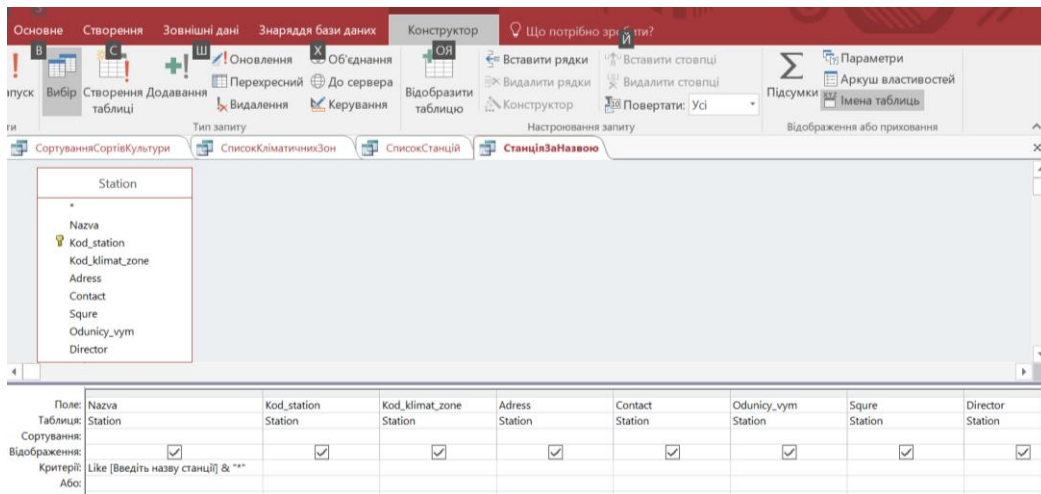 Основне Створення Зовнішні дані Знаряддя бази даних Конструктор Що потрібно зробити?
В С Ш Х ОЯ Й
Оновлення Об'єднання Вставити рядки Вставити стовпці Параметри
Перехресний До сервера Видалити рядки Видалити стовпці Аркуш властивостей
Вибір Створення таблиці Додавання Видалення Керування Відобразити таблицю Конструктор Повертати: Усі Підсумки Імена таблиць
Тип запиту Настроювання запиту Відображення або приховання
СортуванняСортівКультури СписокКліматичнихЗон СписокСтанцій СтанціяЗаНазвою
Station
*
Nazva
Kod_station
Kod_klimat_zone
Adress
Contact
Squre
Odunicy_vym
Director
Поле: Nazva Kod_station Kod_klimat_zone Adress Contact Odunicy_vym Squre Director
Таблиця: Station Station Station Station Station Station Station Station
Сортування:
Відображення:
Критерії: Like [Введіть назву станції] & "*"
Або: